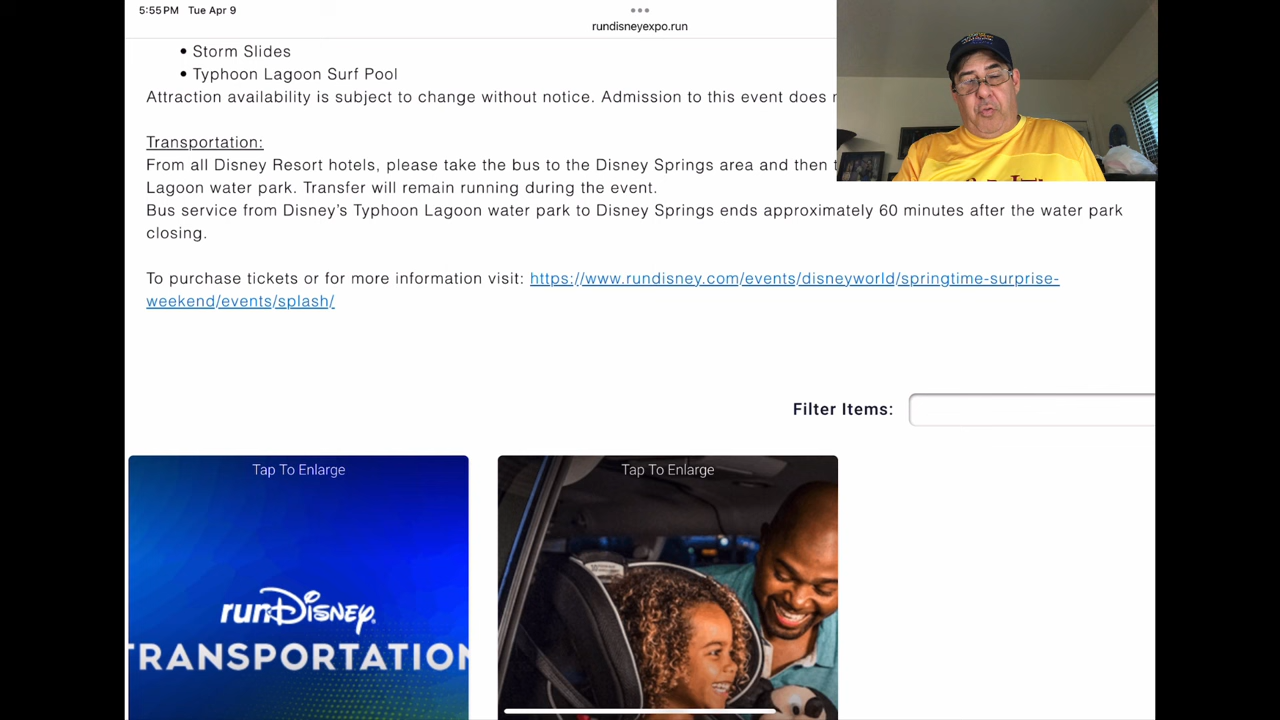 5:55PM Tue Apr 9
rundisneyexpo.run
• Storm Slides
• Typhoon Lagoon Surf Pool
Attraction availability is subject to change without notice. Admission to this event does
Transportation:
From all Disney Resort hotels, please take the bus to the Disney Springs area and then
Lagoon water park. Transfer will remain running during the event.
Bus service from Disney's Typhoon Lagoon water park to Disney Springs ends approximately 60 minutes after the water park
closing.
To purchase tickets or for more information visit: https://www.rundisney.com/events/disneyworld/springtime-surprise-
weekend/events/splash/
Filter Items:
Tap To Enlarge
runDisney
TRANSPORTATION
Tap To Enlarge